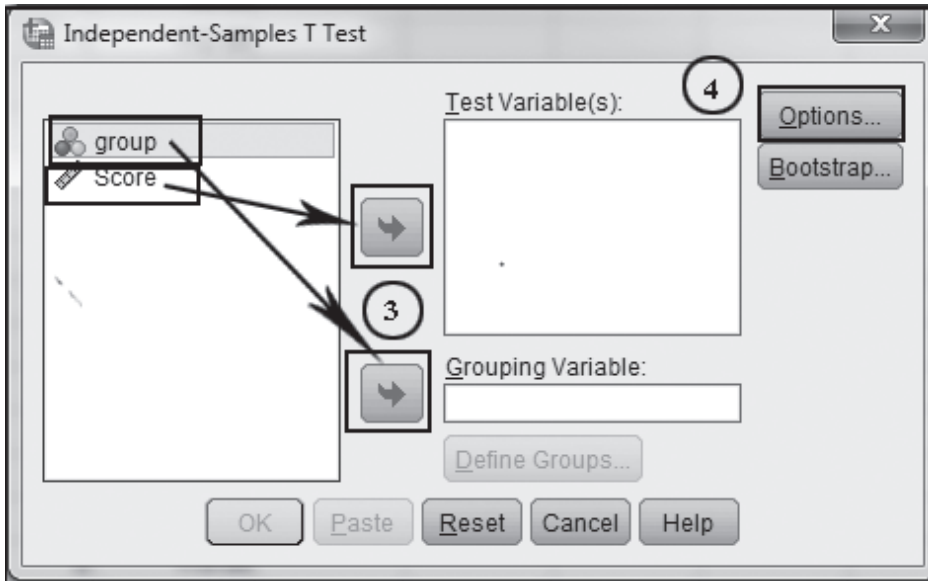 Independent-Samples T Test
X
group
Score
Test Variable(s):
4
Options...
Bootstrap...
3
Grouping Variable:
Define Groups...
OK Paste Reset Cancel Help